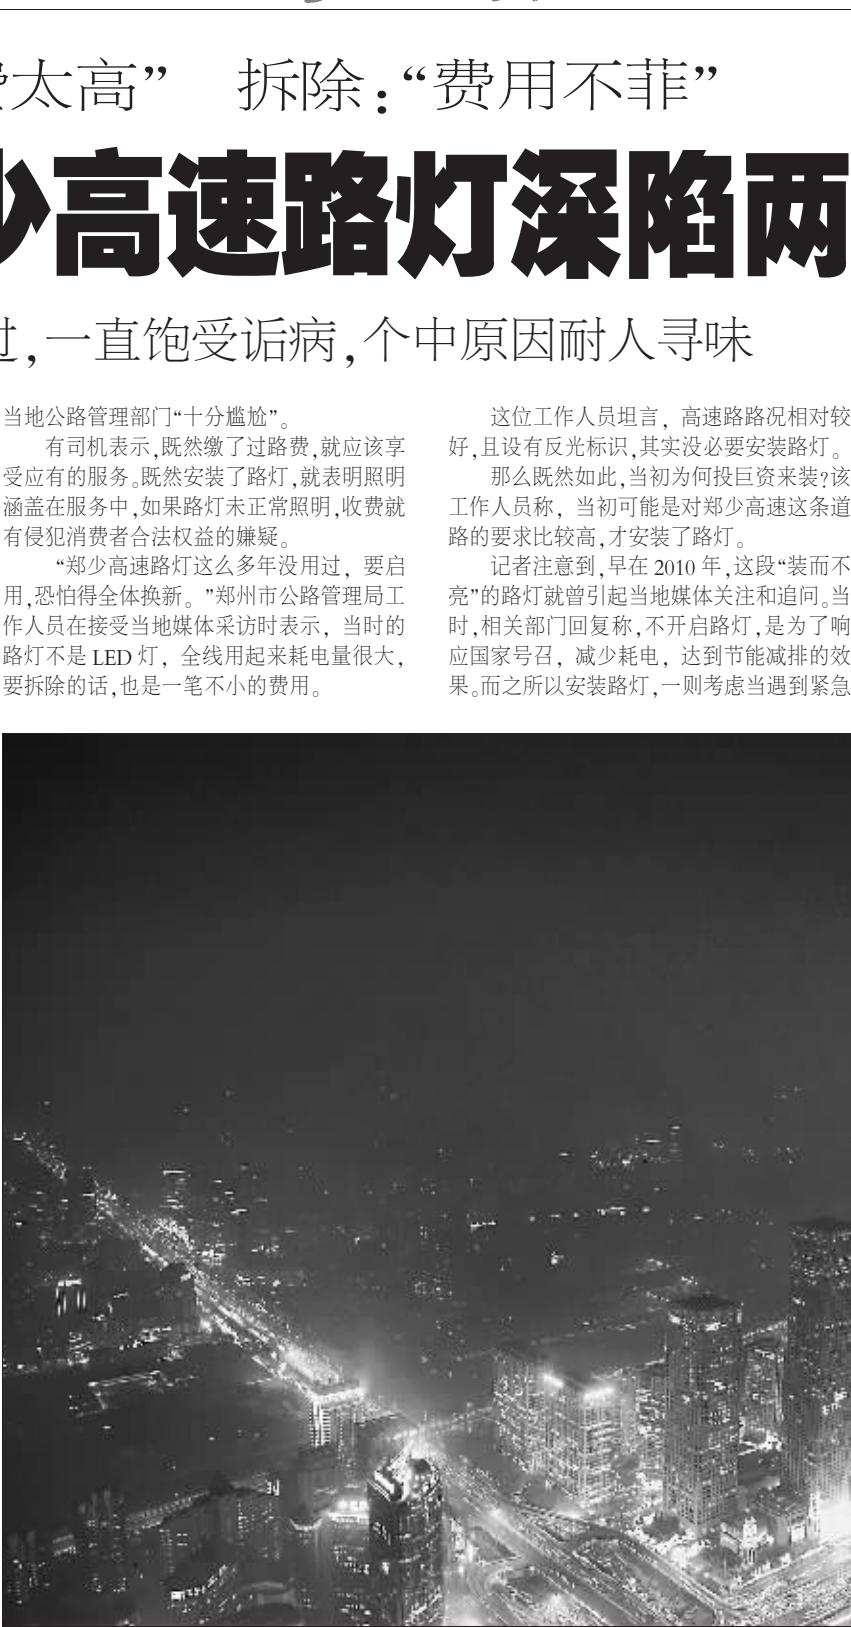 太高” 拆除:“费用不菲”
少高速路灯深陷两
过,一直饱受诟病,个中原因耐人寻味
当地公路管理部门“十分尴尬”。
有司机表示,既然缴了过路费,就应该享
受应有的服务。既然安装了路灯,就表明照明
涵盖在服务中,如果路灯未正常照明,收费就
有侵犯消费者合法权益的嫌疑。
“郑少高速路灯这么多年没用过，要启
用,恐怕得全体换新。”郑州市公路管理局工
作人员在接受当地媒体采访时表示，当时的
路灯不是 LED 灯，全线用起来耗电量很大,
要拆除的话,也是一笔不小的费用。
这位工作人员坦言，高速路路况相对较
好,且设有反光标识,其实没必要安装路灯。
那么既然如此,当初为何投巨资来装?该
工作人员称，当初可能是对郑少高速这条道
路的要求比较高,才安装了路灯。
记者注意到,早在 2010 年,这段“装而不
亮”的路灯就曾引起当地媒体关注和追问。当
时,相关部门回复称,不开启路灯,是为了响
应国家号召，减少耗电，达到节能减排的效
果。而之所以安装路灯,一则考虑当遇到紧急